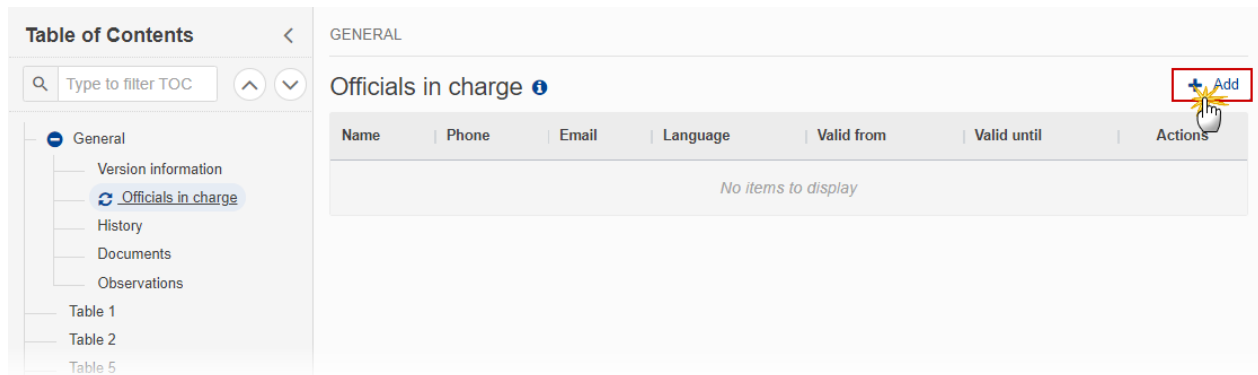 Table of Contents
Type to filter TOC
General
Version information
Officials in charge
History
Documents
Observations
Table 1
Table 2
Table 5
GENERAL
Officials in charge
Add
Name Phone Email Language Valid from Valid until Actions
No items to display